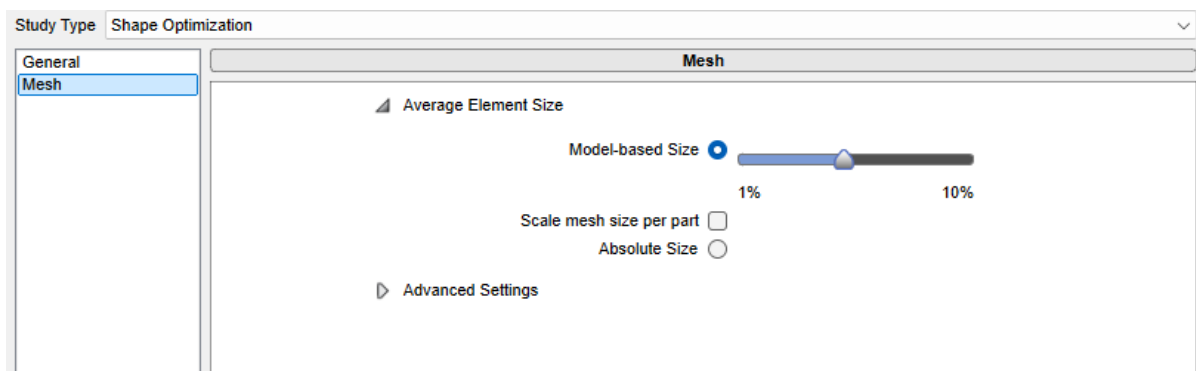 Study Type Shape Optimization
General
Mesh
Mesh
Average Element Size
Model-based Size
1% 10%
Scale mesh size per part
Absolute Size
Advanced Settings